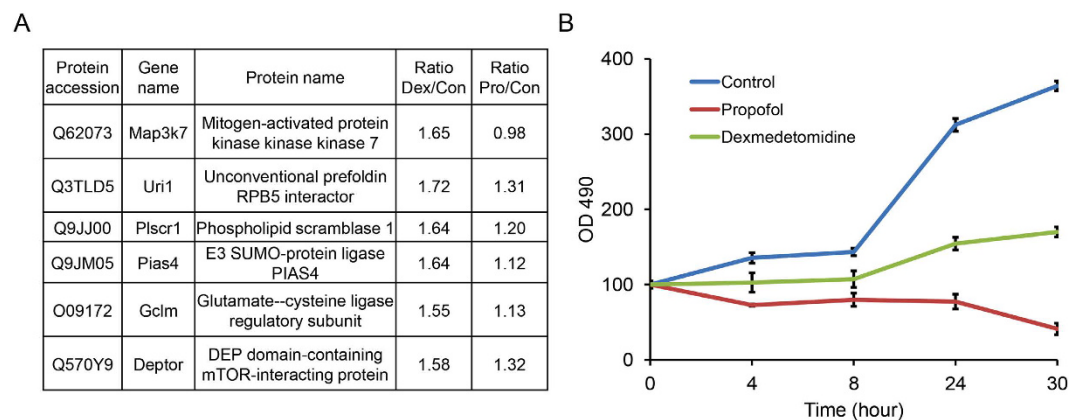 A
Protein accession Gene name Protein name Ratio Dex/Con Ratio Pro/Con
Q62073 Map3k7 Mitogen-activated protein kinase kinase kinase 7 1.65 0.98
Q3TLD5 Uri1 Unconventional prefoldin RPB5 interactor 1.72 1.31
Q9JJ00 Plscr1 Phospholipid scramblase 1 1.64 1.20
Q9JM05 Pias4 E3 SUMO-protein ligase PIAS4 1.64 1.12
O09172 Gclm Glutamate--cysteine ligase regulatory subunit 1.55 1.13
Q570Y9 Deptor DEP domain-containing mTOR-interacting protein 1.58 1.32
B
400
300
200
100
0
OD 490
Control
Propofol
Dexmedetomidine
0 4 8 24 30
Time (hour)